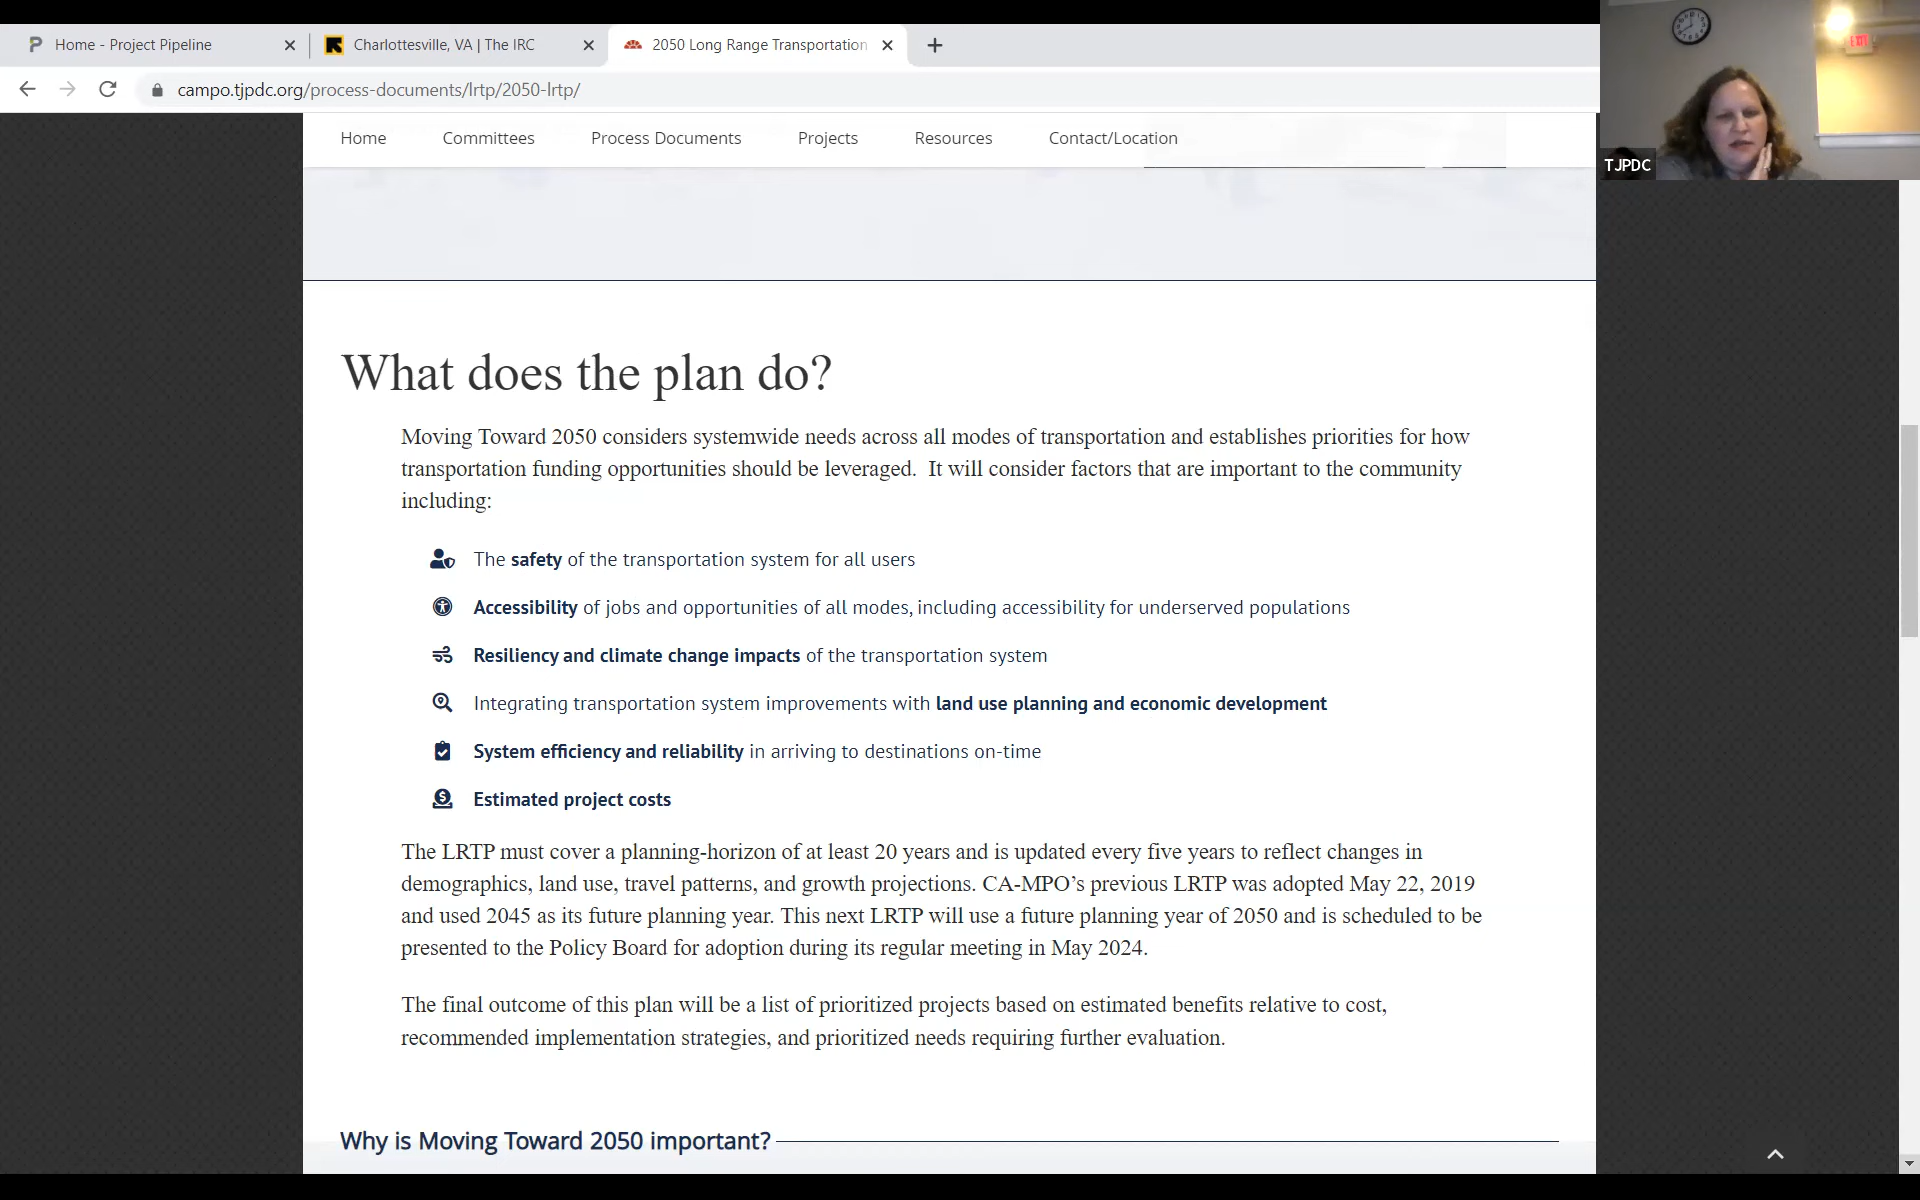 Home - Project Pipeline
Charlottesville, VA | The IRC
2050 Long Range Transportation
campo.tjpdc.org/process-documents/lrtp/2050-lrtp/
EXIT
TJPDC
Home Committees Process Documents Projects Resources Contact/Location
What does the plan do?
Moving Toward 2050 considers systemwide needs across all modes of transportation and establishes priorities for how
transportation funding opportunities should be leveraged. It will consider factors that are important to the community
including:
The safety of the transportation system for all users
Accessibility of jobs and opportunities of all modes, including accessibility for underserved populations
Resiliency and climate change impacts of the transportation system
Integrating transportation system improvements with land use planning and economic development
System efficiency and reliability in arriving to destinations on-time
Estimated project costs
The LRTP must cover a planning-horizon of at least 20 years and is updated every five years to reflect changes in
demographics, land use, travel patterns, and growth projections. CA-MPO’s previous LRTP was adopted May 22, 2019
and used 2045 as its future planning year. This next LRTP will use a future planning year of 2050 and is scheduled to be
presented to the Policy Board for adoption during its regular meeting in May 2024.
The final outcome of this plan will be a list of prioritized projects based on estimated benefits relative to cost,
recommended implementation strategies, and prioritized needs requiring further evaluation.
Why is Moving Toward 2050 important?